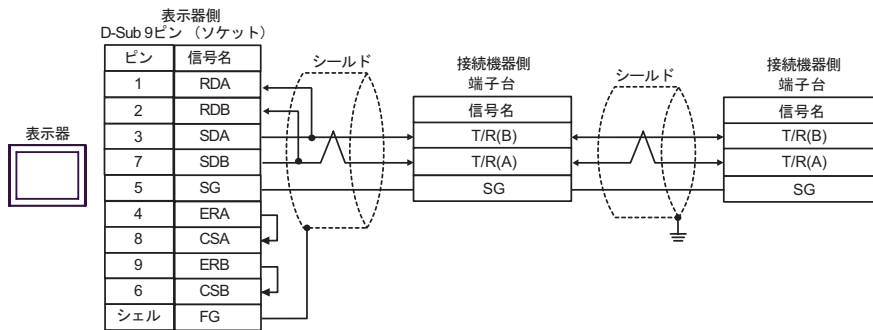 表示器側
D-Sub 9ピン （ソケット）
ピン 信号名
1 RDA
2 RDB
3 SDA
7 SDB
5 SG
4 ERA
8 CSA
9 ERB
6 CSB
シェル FG
表示器
シールド
接続機器側
端子台
信号名
T/R(B)
T/R(A)
SG
シールド
接続機器側
端子台
信号名
T/R(B)
T/R(A)
SG